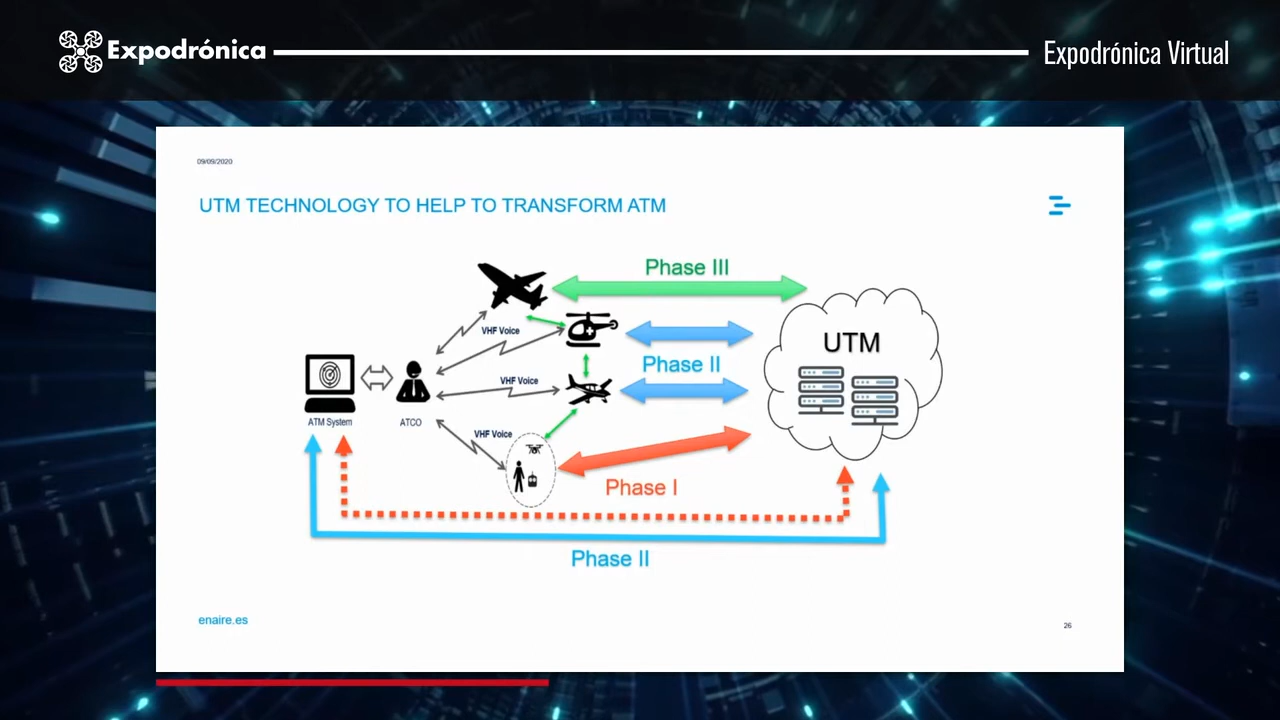 Expodrónica
Expodrónica Virtual
09/09/2020
UTM TECHNOLOGY TO HELP TO TRANSFORM ATM
Phase III
VHF Voice
UTM
Phase II
VHF Voice
ATM System
ATCO
VHF Voice
Phase I
Phase II
enaire.es
26